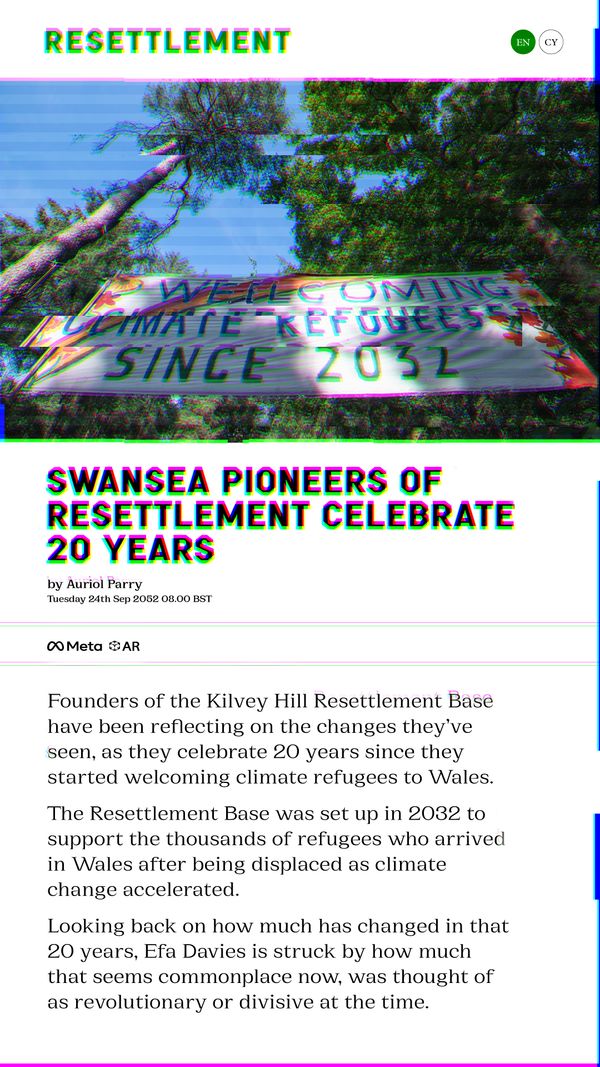 RESETTLEMENT
EN CY
WELCOMING
CLIMATE REFUGEES
SINCE 2032
SWANSEA PIONEERS OF
RESETTLEMENT CELEBRATE
20 YEARS
by Auriol Parry
Tuesday 24th Sep 2052 08.00 BST
Meta AR
Founders of the Kilvey Hill Resettlement Base
have been reflecting on the changes they’ve
seen, as they celebrate 20 years since they
started welcoming climate refugees to Wales.
The Resettlement Base was set up in 2032 to
support the thousands of refugees who arrived
in Wales after being displaced as climate
change accelerated.
Looking back on how much has changed in that
20 years, Efa Davies is struck by how much
that seems commonplace now, was thought of
as revolutionary or divisive at the time.